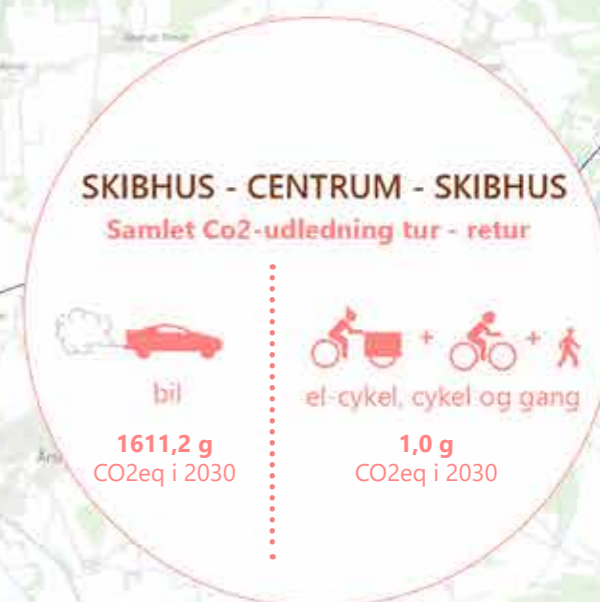 SKIBHUS - CENTRUM - SKIBHUS
Samlet Co2-udledning tur - retur
+ +
bil
el-cykel, cykel og gang
1611,2 g
CO2eq i 2030
1,0 g
CO2eq i 2030